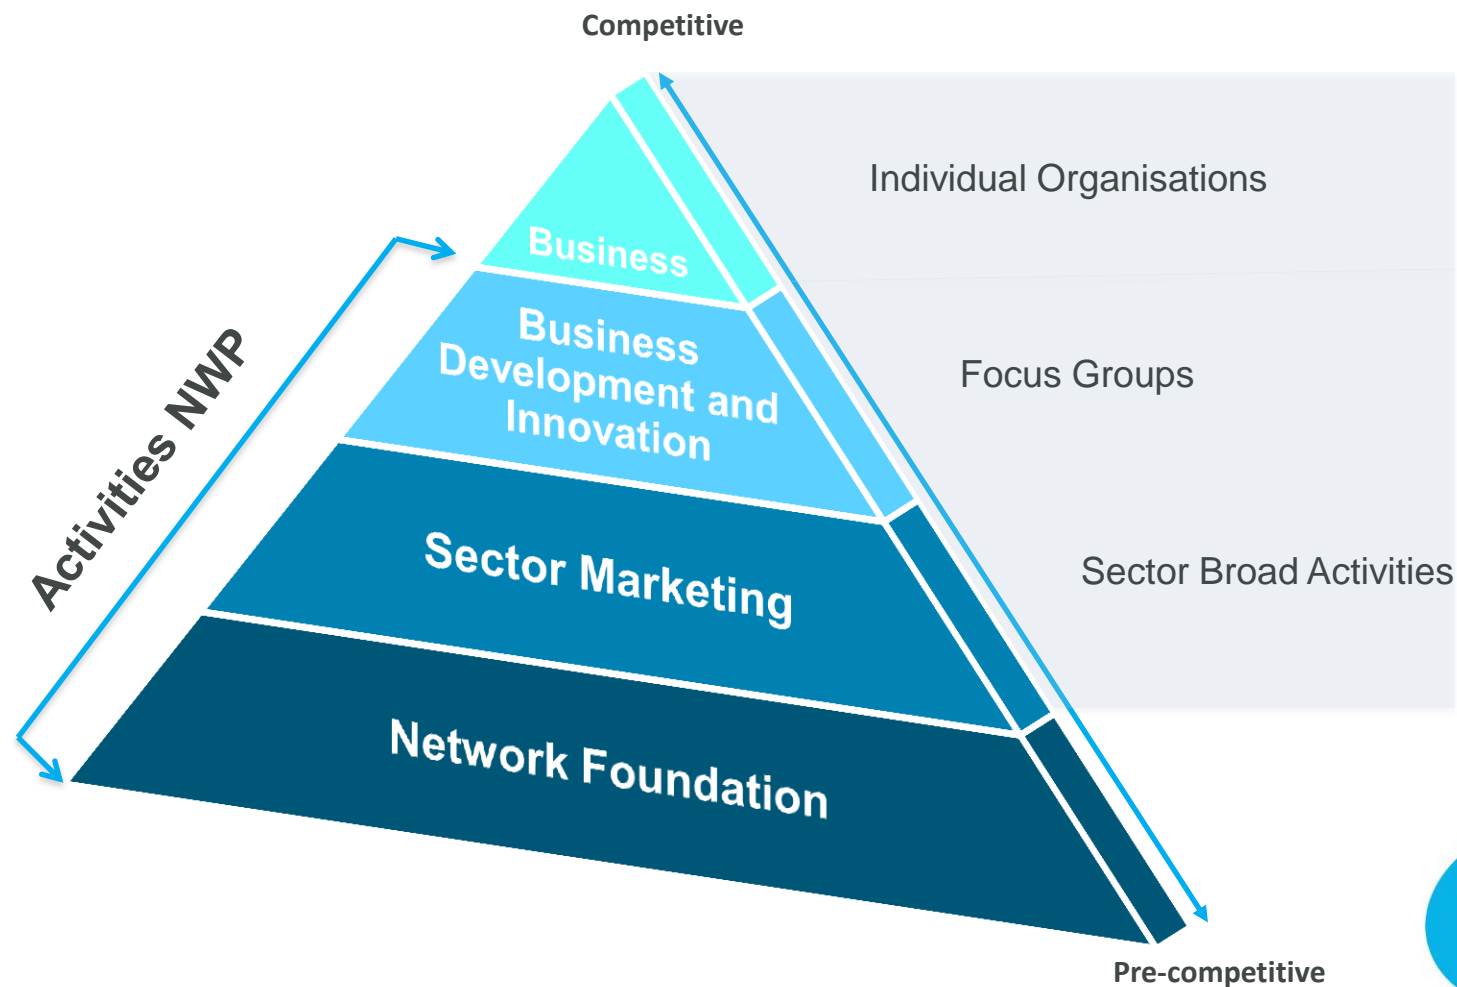 Competitive
Individual Organisations
Business
Focus Groups
Business
Development and
Innovation
Activities NWP
Sector Marketing
Sector Broad Activities
Network Foundation
Pre-competitive